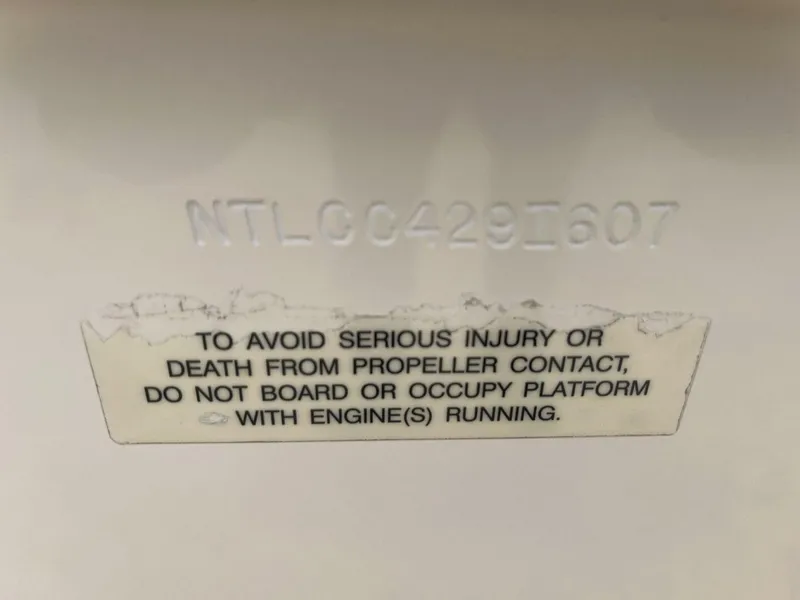 NTLCC429I607
TO AVOID SERIOUS INJURY OR
DEATH FROM PROPELLER CONTACT,
DO NOT BOARD OR OCCUPY PLATFORM
WITH ENGINE(S) RUNNING.